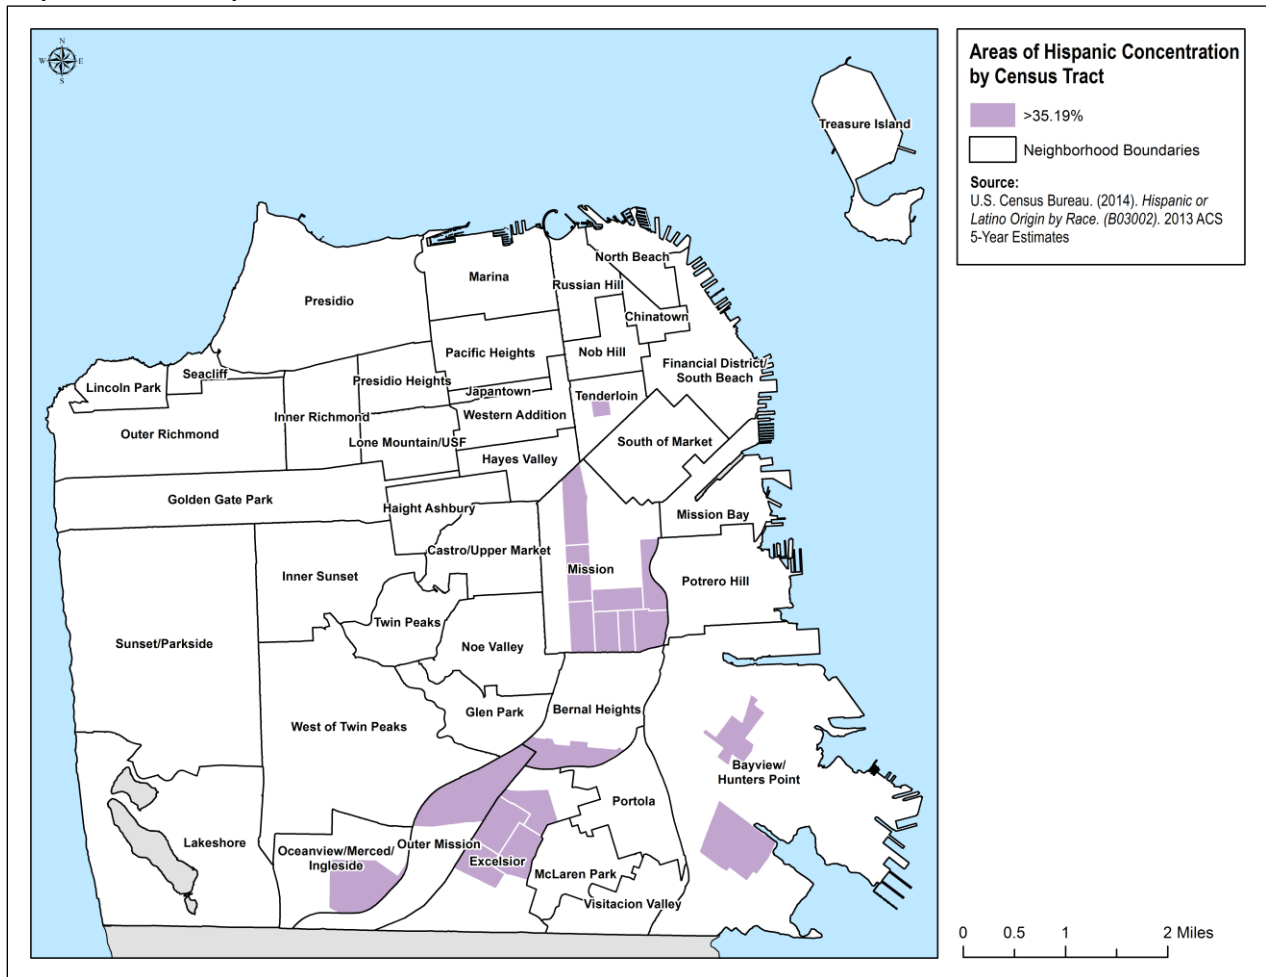 N
W E
S
Treasure Island
North Beach
Marina
Russian Hill
Presidio
Chinatown
Pacific Heights
Nob Hill
Financial District/
South Beach
Seacliff
Lincoln Park
Presidio Heights
Japantown
Tenderloin
Inner Richmond
Western Addition
Outer Richmond
Lone Mountain/USF
South of Market
Hayes Valley
Golden Gate Park
Haight Ashbury
Mission Bay
Castro/Upper Market
Inner Sunset
Mission
Potrero Hill
Twin Peaks
Sunset/Parkside
Noe Valley
Glen Park
Bernal Heights
West of Twin Peaks
Bayview/
Hunters Point
Portola
Lakeshore
Oceanview/Merced/
Ingleside
Outer Mission
Excelsior
McLaren Park
Visitacion Valley
Areas of Hispanic Concentration
by Census Tract
>35.19%
Neighborhood Boundaries
Source:
U.S. Census Bureau. (2014). Hispanic or
Latino Origin by Race. (B03002). 2013 ACS
5-Year Estimates
0 0.5 1 2 Miles